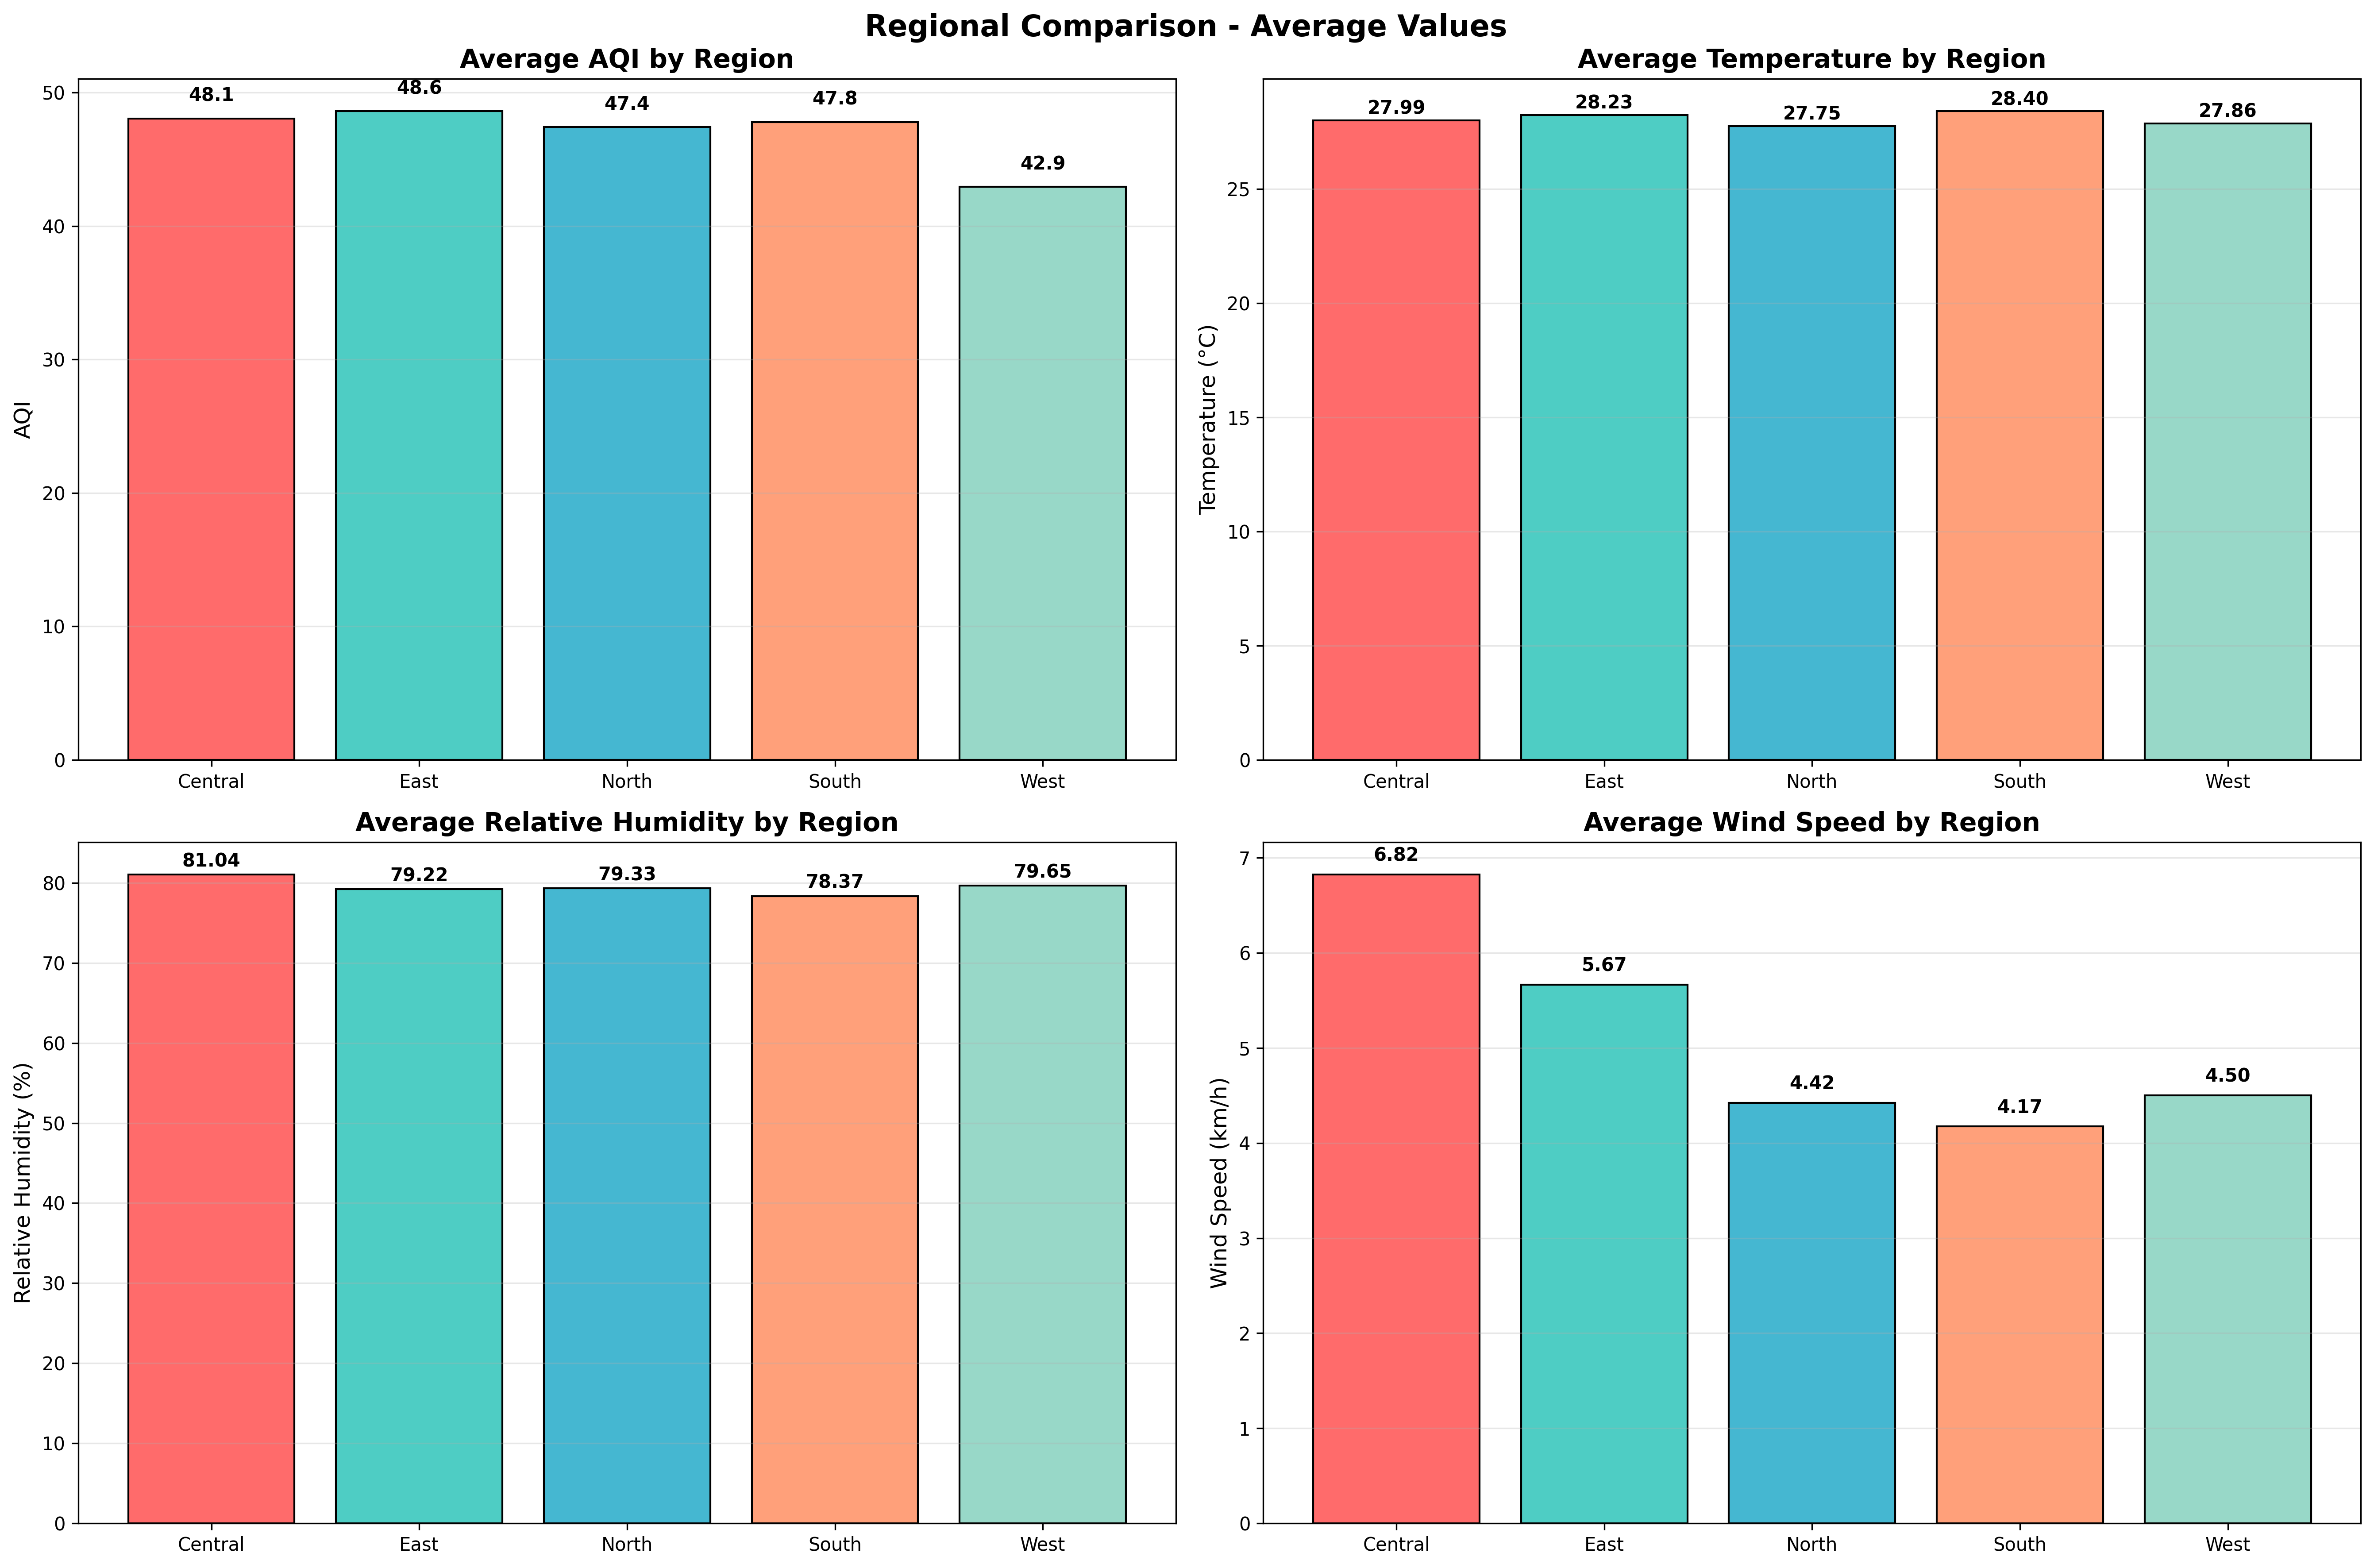 Regional Comparison - Average Values
Average AQI by Region
AQI
50
40
30
20
10
0
48.1
48.6
47.4
47.8
42.9
Central
East
North
South
West
Average Temperature by Region
Temperature (°C)
25
20
15
10
5
0
27.99
28.23
27.75
28.40
27.86
Central
East
North
South
West
Average Relative Humidity by Region
Relative Humidity (%)
80
70
60
50
40
30
20
10
0
81.04
79.22
79.33
78.37
79.65
Central
East
North
South
West
Average Wind Speed by Region
Wind Speed (km/h)
7
6
5
4
3
2
1
0
6.82
5.67
4.42
4.17
4.50
Central
East
North
South
West